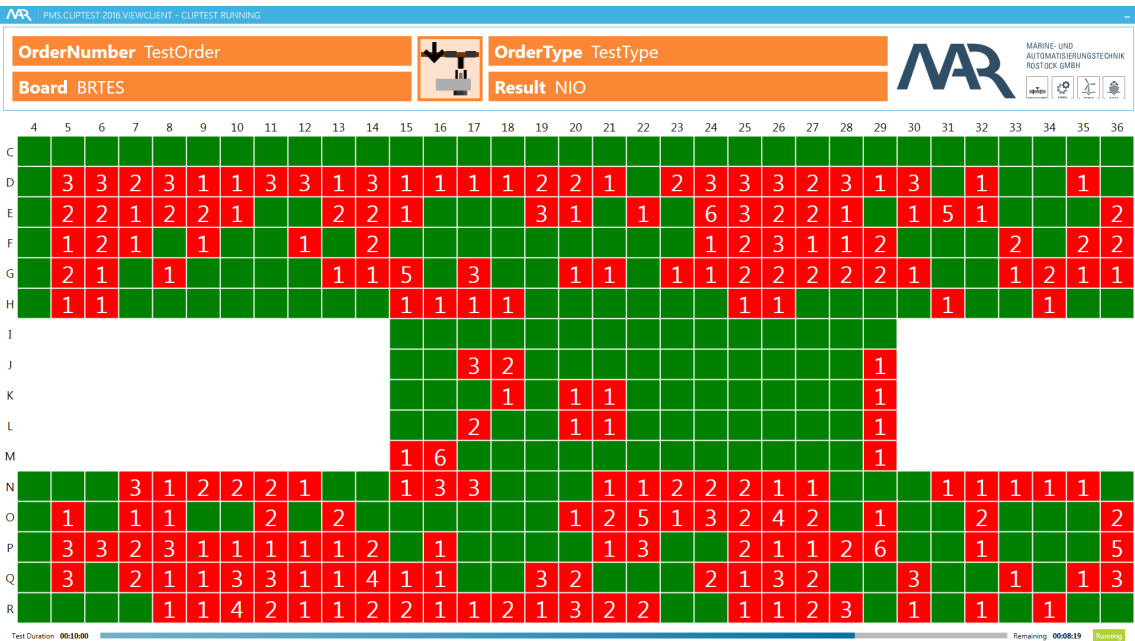 MAR PMS.CLIPTEST 2016.VIEWCLIENT - CLIPTEST RUNNING
OrderNumber TestOrder
OrderType TestType
Board BRTES
Result NIO
MAR
MARINE- UND
AUTOMATISIERUNGSTECHNIK
ROSTOCK GMBH
4 5 6 7 8 9 10 11 12 13 14 15 16 17 18 19 20 21 22 23 24 25 26 27 28 29 30 31 32 33 34 35 36
C
D 3 3 2 3 1 1 3 3 1 3 1 1 1 1 2 2 1 2 3 3 3 2 3 1 3 1 1
E 2 2 1 2 2 1 2 2 1 3 1 1 6 3 2 2 1 1 5 1 2
F 1 2 1 1 1 2 1 2 3 1 1 2 2 2 2
G 2 1 1 1 1 5 3 1 1 1 1 2 2 2 2 2 1 1 2 1 1
H 1 1 1 1 1 1 1 1 1 1
I
J 3 2 1
K 1 1 1 1
L 2 1 1 1
M 1 6 1
N 3 1 2 2 2 1 1 3 3 1 1 2 2 2 1 1 1 1 1 1 1
O 1 1 1 2 2 1 2 5 1 3 2 4 2 1 2 2
P 3 3 2 3 1 1 1 1 1 2 1 1 3 2 1 1 2 6 1 5
Q 3 2 1 1 3 3 1 1 4 1 1 3 2 2 1 3 2 3 1 1 3
R 1 1 4 2 1 1 2 2 1 1 2 1 3 2 2 1 1 2 3 1 1 1
Test Duration 00:10:00
Remaining 00:08:19 Running